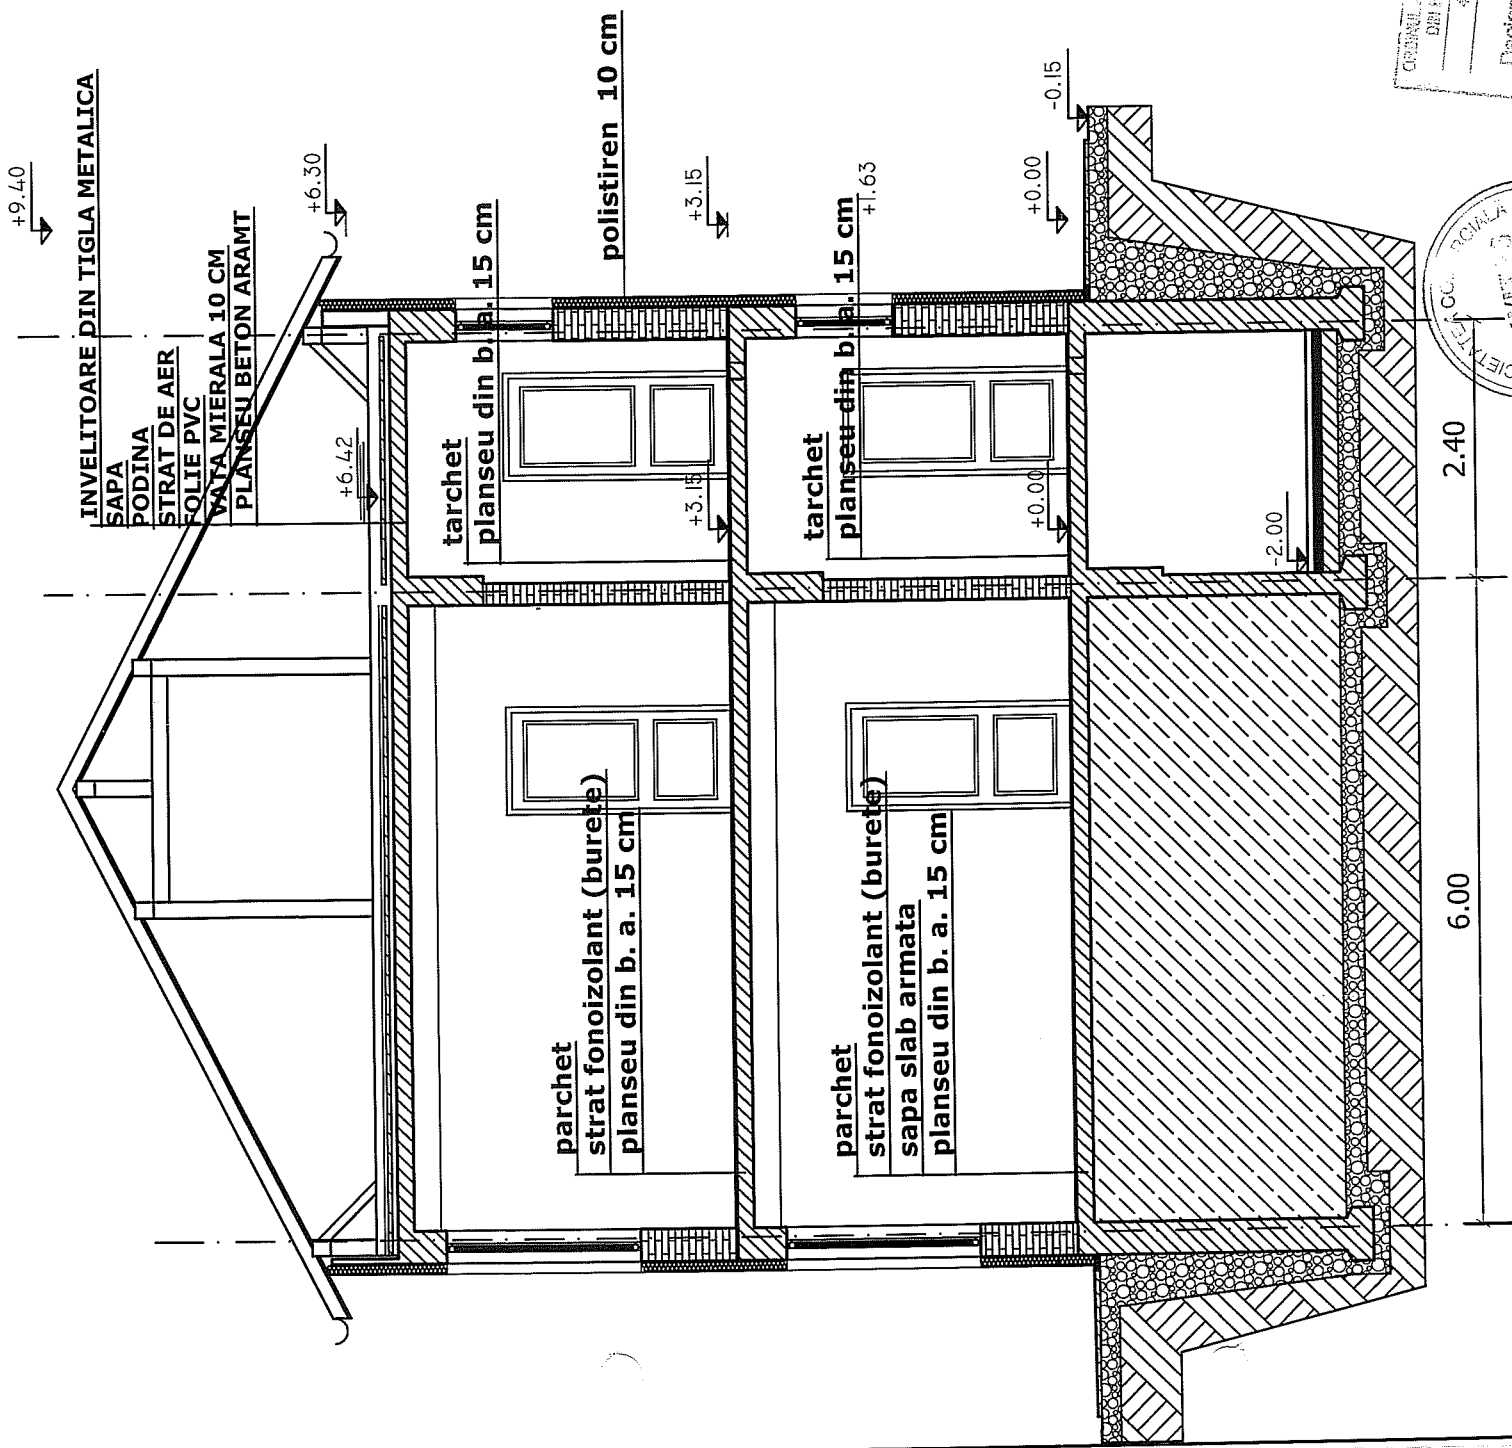 +9.40
INVELITOARE DIN TIGLA METALICA
SAPA
PODINA
STRAT DE AER
FOLIE PVC
VATA MIERALA 10 CM
PLANSEU BETON ARAMT
+6.30
+6.42
tarchet
planseu din b. a. 15 cm
polistiren 10 cm
+3.15
+3.15
parchet
strat fonoizolant (burete)
planseu din b. a. 15 cm
tarchet
planseu din b. a. 15 cm
+1.63
+0.00
+0.00
-0.15
parchet
strat fonoizolant (burete)
sapa slab armata
planseu din b. a. 15 cm
-2.00
6.00
2.40